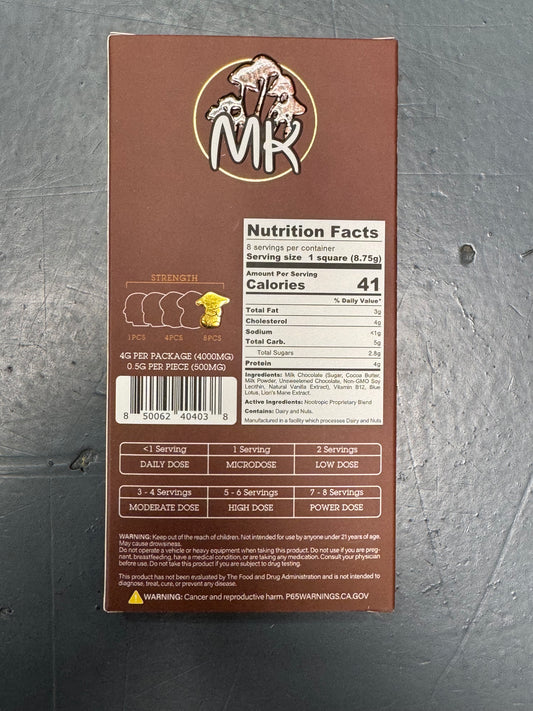 MK
Nutrition Facts
8 servings per container
Serving size 1 square (8.75g)
Amount Per Serving
Calories 41
% Daily Value*
Total Fat 3g
Cholesterol 4g
Sodium <1g
Total Carb. 5g
Total Sugars 2.8g
Protein 4g
Ingredients: Milk Chocolate (Sugar, Cocoa Butter,
Milk Powder, Unsweetened Chocolate, Non-GMO Soy
Lecithin, Natural Vanilla Extract), Vitamin B12, Blue
Lotus, Lion's Mane Extract.
Active Ingredients: Nootropic Proprietary Blend
Contains: Dairy and Nuts.
Manufactured in a facility which processes Dairy and Nuts
STRENGTH
1PCS 4PCS 8PCS
4G PER PACKAGE (4000MG)
0.5G PER PIECE (500MG)
8 50062 40403 8
<1 Serving 1 Serving 2 Servings
DAILY DOSE MICRODOSE LOW DOSE
3 - 4 Servings 5 - 6 Servings 7 - 8 Servings
MODERATE DOSE HIGH DOSE POWER DOSE
WARNING: Keep out of the reach of children. Not intended for use by anyone under 21 years of age.
May cause drowsiness.
Do not operate a vehicle or heavy equipment when taking this product. Do not use if you are preg-
nant, breastfeeding, have a medical condition, or are taking any medication. Consult your physician
before use. Do not take this product if you are subject to drug testing.
This product has not been evaluated by The Food and Drug Administration and is not intended to
diagnose, treat, cure, or prevent any disease.
WARNING: Cancer and reproductive harm. P65WARNINGS.CA.GOV